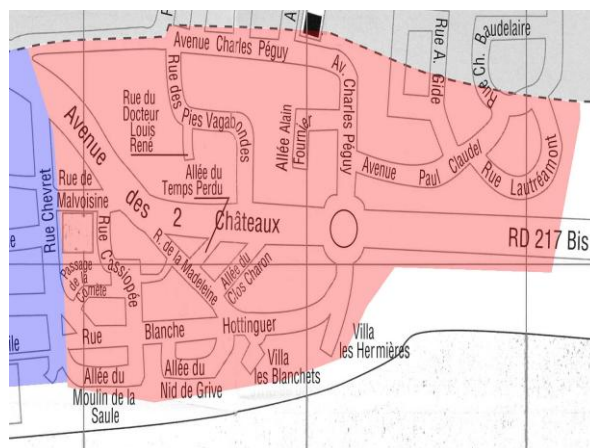 Avenue Charles Péguy
Av. Charles Péguy
Rue A. Gide
Rue Ch. Baudelaire
Rue des
Pies Vagabondes
Rue du
Docteur
Louis
René
Allée Alain
Fournier
Avenue Paul Claudel
Rue Lautréamont
Avenue des 2 Châteaux
Allée du
Temps Perdu
RD 217 Bis
Rue Chevret
Rue de
Malvoisine
Rue Cassiopée
R. de la Madeleine
Allée du
Clos Charon
Passage
de la
Comète
Rue Blanche Hottinguer
Villa
les Hermières
Villa
les Blanchets
Allée du
Nid de Grive
Allée du
Moulin de la
Saule